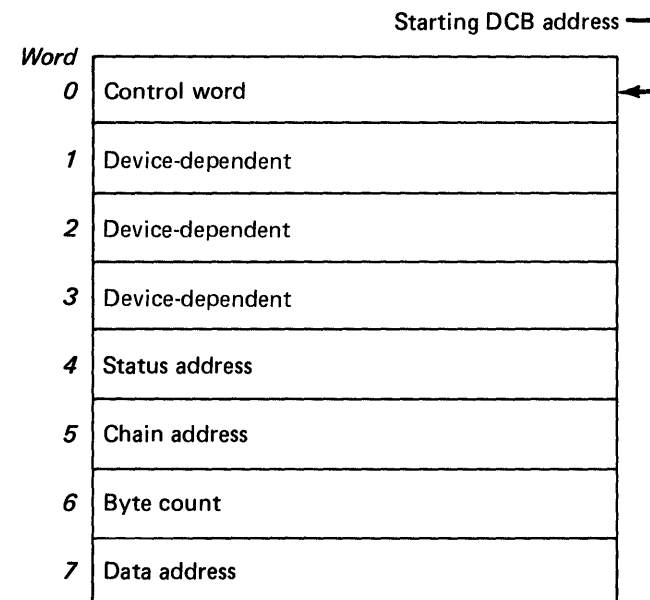 Starting DCB address
Word
0 Control word
1 Device-dependent
2 Device-dependent
3 Device-dependent
4 Status address
5 Chain address
6 Byte count
7 Data address